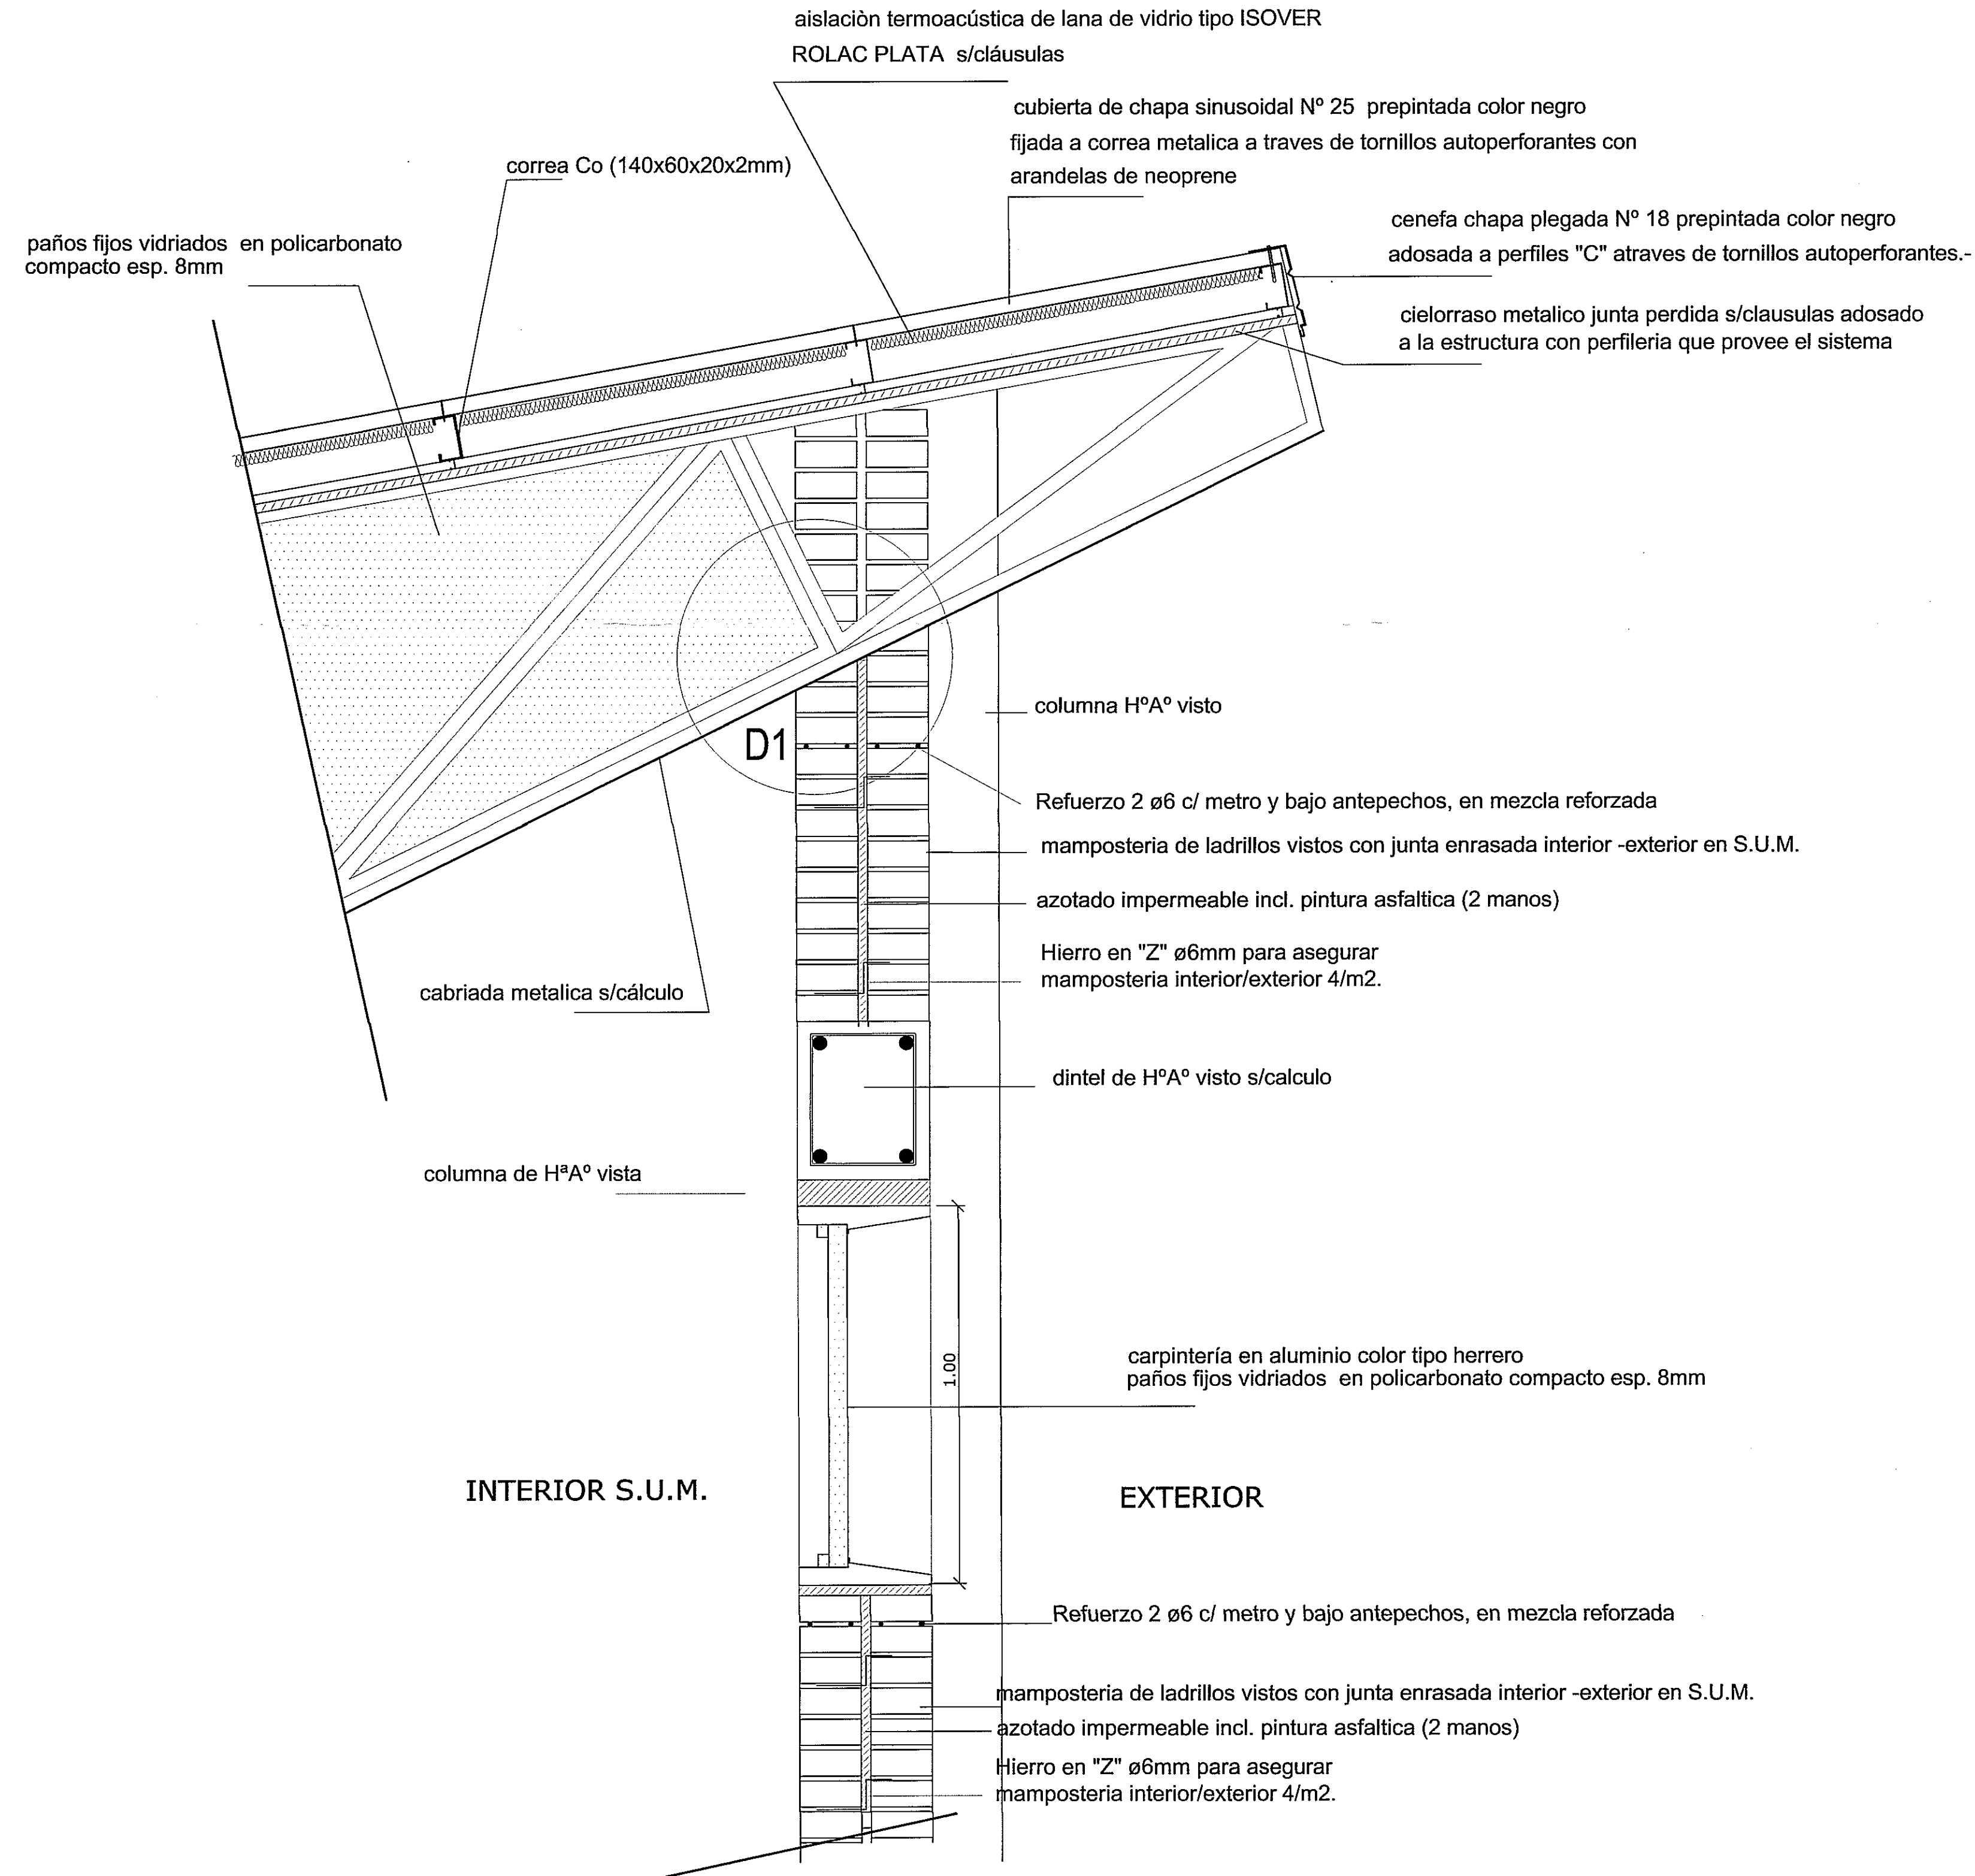 aislaciòn termoacústica de lana de vidrio tipo ISOVER
ROLAC PLATA s/cláusulas
cubierta de chapa sinusoidal Nº 25 prepintada color negro
fijada a correa metalica a traves de tornillos autoperforantes con
arandelas de neoprene
correa Co (140x60x20x2mm)
cenefa chapa plegada Nº 18 prepintada color negro
adosada a perfiles "C" atraves de tornillos autoperforantes.-
paños fijos vidriados en policarbonato
compacto esp. 8mm
cielorraso metalico junta perdida s/clausulas adosado
a la estructura con perfileria que provee el sistema
columna HºAº visto
D1
Refuerzo 2 ø6 c/ metro y bajo antepechos, en mezcla reforzada
mamposteria de ladrillos vistos con junta enrasada interior -exterior en S.U.M.
azotado impermeable incl. pintura asfaltica (2 manos)
Hierro en "Z" ø6mm para asegurar
mamposteria interior/exterior 4/m2.
cabriada metalica s/cálculo
dintel de HºAº visto s/calculo
columna de HªAº vista
carpintería en aluminio color tipo herrero
paños fijos vidriados en policarbonato compacto esp. 8mm
1.00
INTERIOR S.U.M.
EXTERIOR
Refuerzo 2 ø6 c/ metro y bajo antepechos, en mezcla reforzada
mamposteria de ladrillos vistos con junta enrasada interior -exterior en S.U.M.
azotado impermeable incl. pintura asfaltica (2 manos)
Hierro en "Z" ø6mm para asegurar
mamposteria interior/exterior 4/m2.